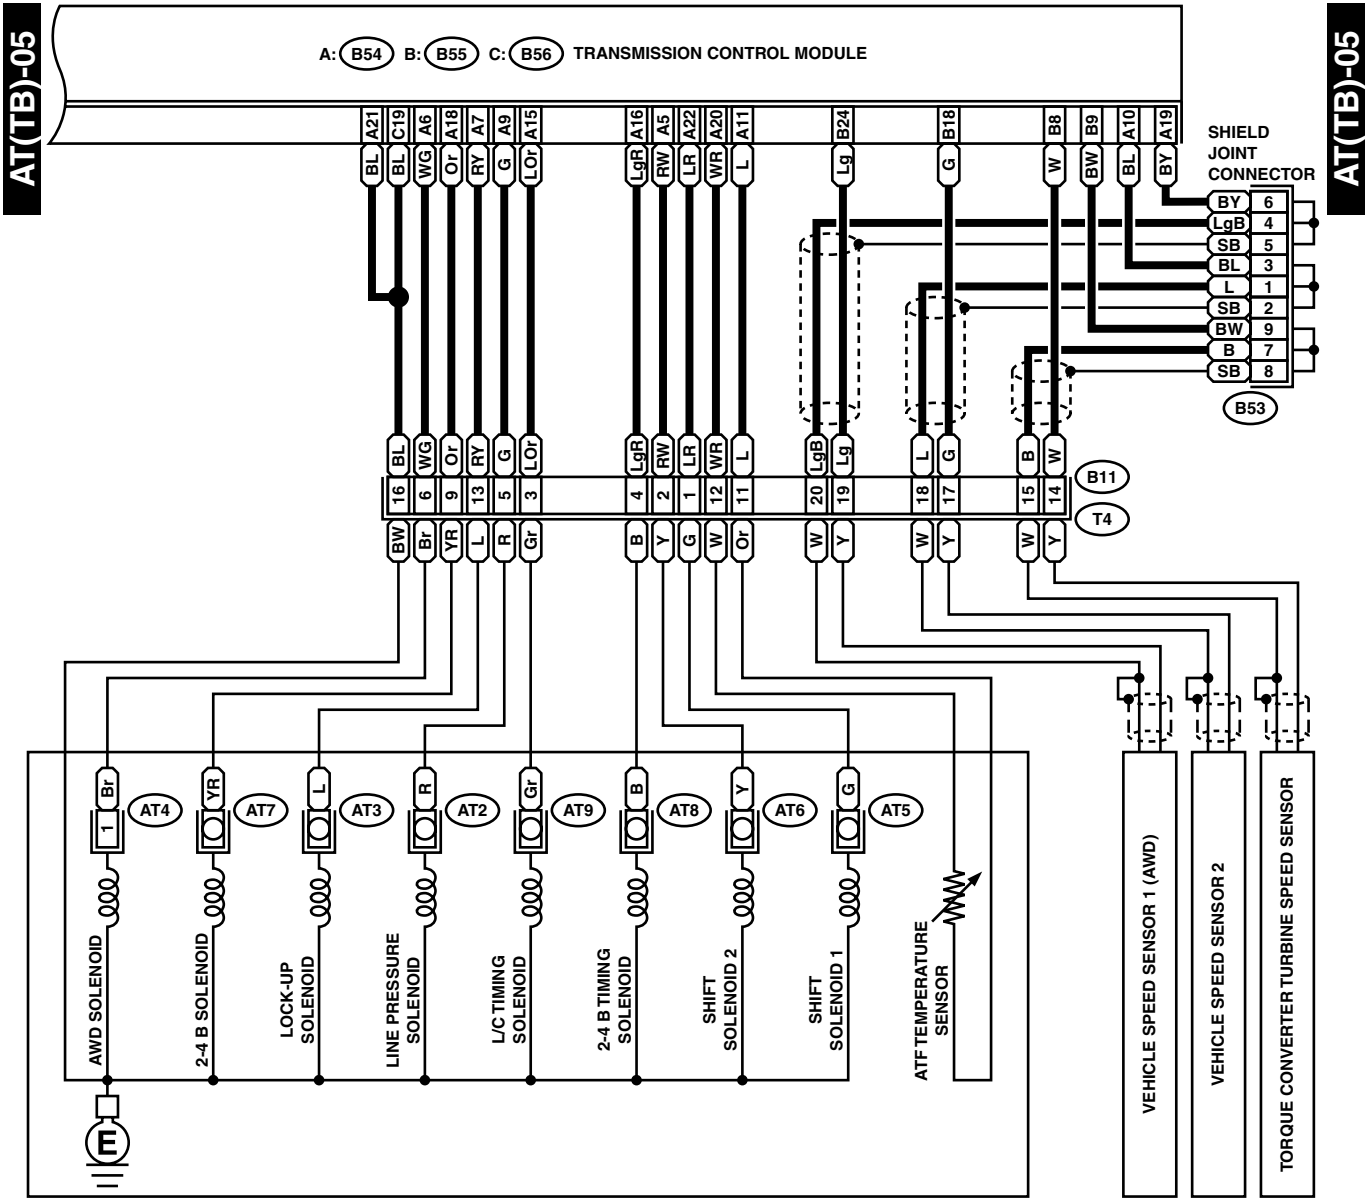 AT(TB)-05
AT(TB)-05
A: B54 B: B55 C: B56 TRANSMISSION CONTROL MODULE
A21 C19 A6 A18 A7 A9 A15 A16 A5 A22 A20 A11 B24 B18 B8 B9 A10 A19
BL BL WG Or RY G LOr LgR RW LR WR L Lg G W BW BL BY
SHIELD
JOINT
CONNECTOR
BY 6
LgB 4
SB 5
BL 3
L 1
SB 2
BW 9
B 7
SB 8
B53
BL WG Or RY G LOr LgR RW LR WR L LgB Lg L G B W
B11
16 6 9 13 5 3 4 2 1 12 11 20 19 18 17 15 14
T4
BW Br YR L R Gr B Y G W Or W Y W Y W Y
Br YR L R Gr B Y G
1
AT4 AT7 AT3 AT2 AT9 AT8 AT6 AT5
AWD SOLENOID
2-4 B SOLENOID
LOCK-UP
SOLENOID
LINE PRESSURE
SOLENOID
L/C TIMING
SOLENOID
2-4 B TIMING
SOLENOID
SHIFT
SOLENOID 2
SHIFT
SOLENOID 1
ATF TEMPERATURE
SENSOR
VEHICLE SPEED SENSOR 1 (AWD)
VEHICLE SPEED SENSOR 2
TORQUE CONVERTER TURBINE SPEED SENSOR
E